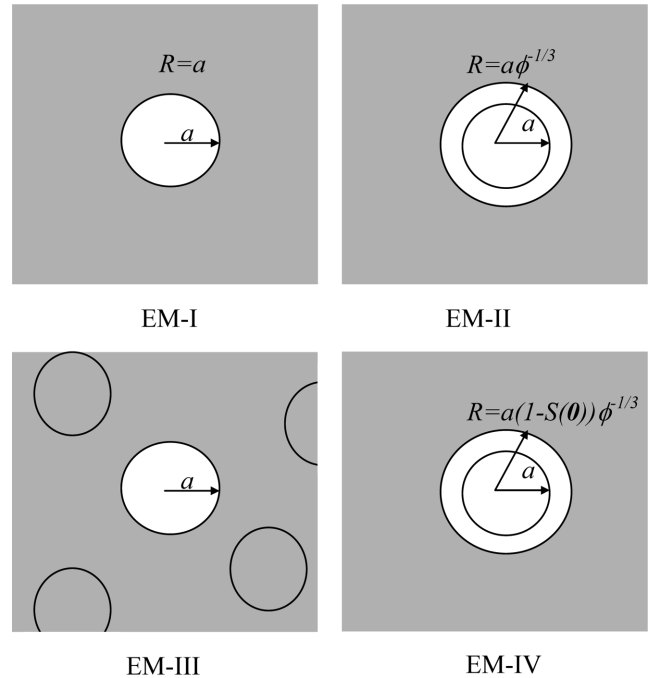 R=a
a
R=aϕ^{-1/3}
a
EM-I
EM-II
a
R=a(1-S(0))ϕ^{-1/3}
a
EM-III
EM-IV